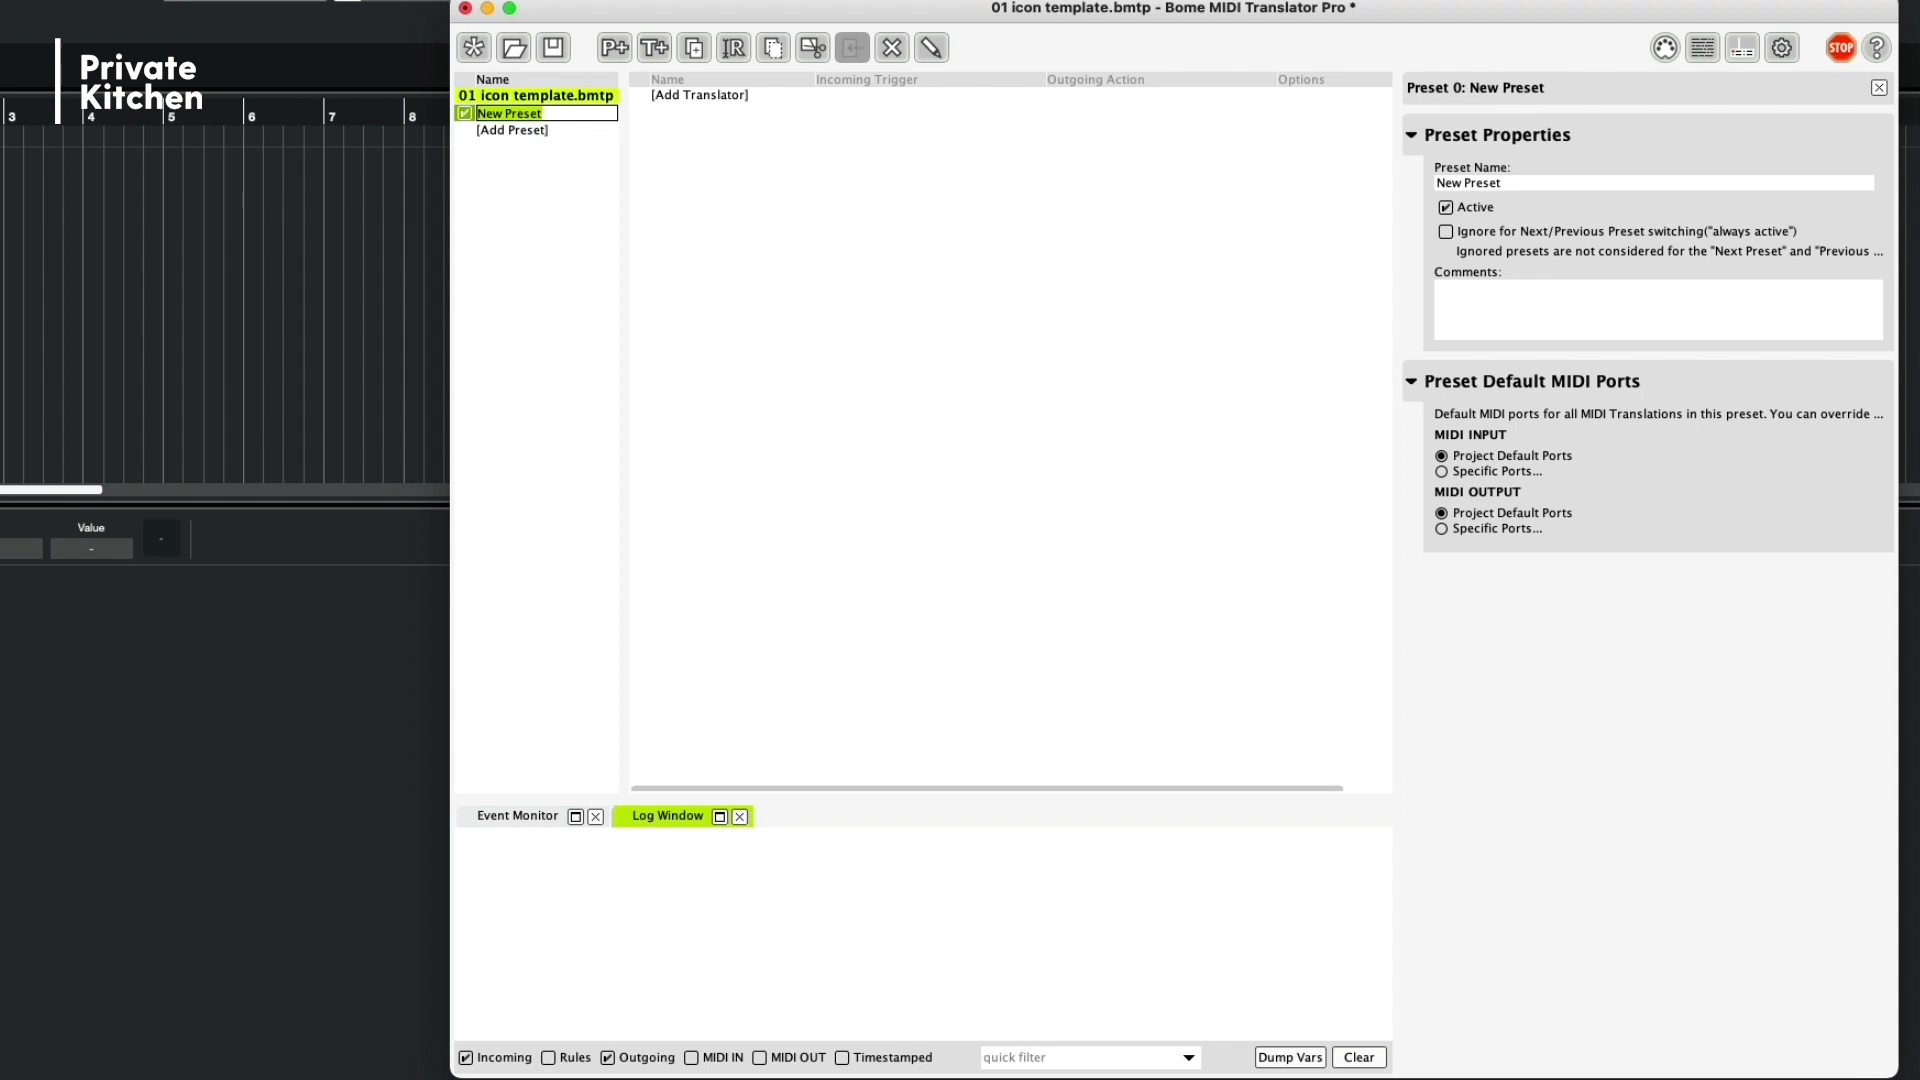 01 icon template.bmtp - Bome MIDI Translator Pro *
Private
Kitchen
3 4 5 6 7 8
Value
-
-
P+ T+ IR
STOP ?
Name
01 icon template.bmtp
New Preset
[Add Preset]
Name Incoming Trigger Outgoing Action Options
[Add Translator]
Preset 0: New Preset
Preset Properties
Preset Name:
New Preset
Active
Ignore for Next/Previous Preset switching("always active")
Ignored presets are not considered for the "Next Preset" and "Previous ...
Comments:
Preset Default MIDI Ports
Default MIDI ports for all MIDI Translations in this preset. You can override ...
MIDI INPUT
Project Default Ports
Specific Ports...
MIDI OUTPUT
Project Default Ports
Specific Ports...
Event Monitor Log Window
Incoming Rules Outgoing MIDI IN MIDI OUT Timestamped quick filter Dump Vars Clear